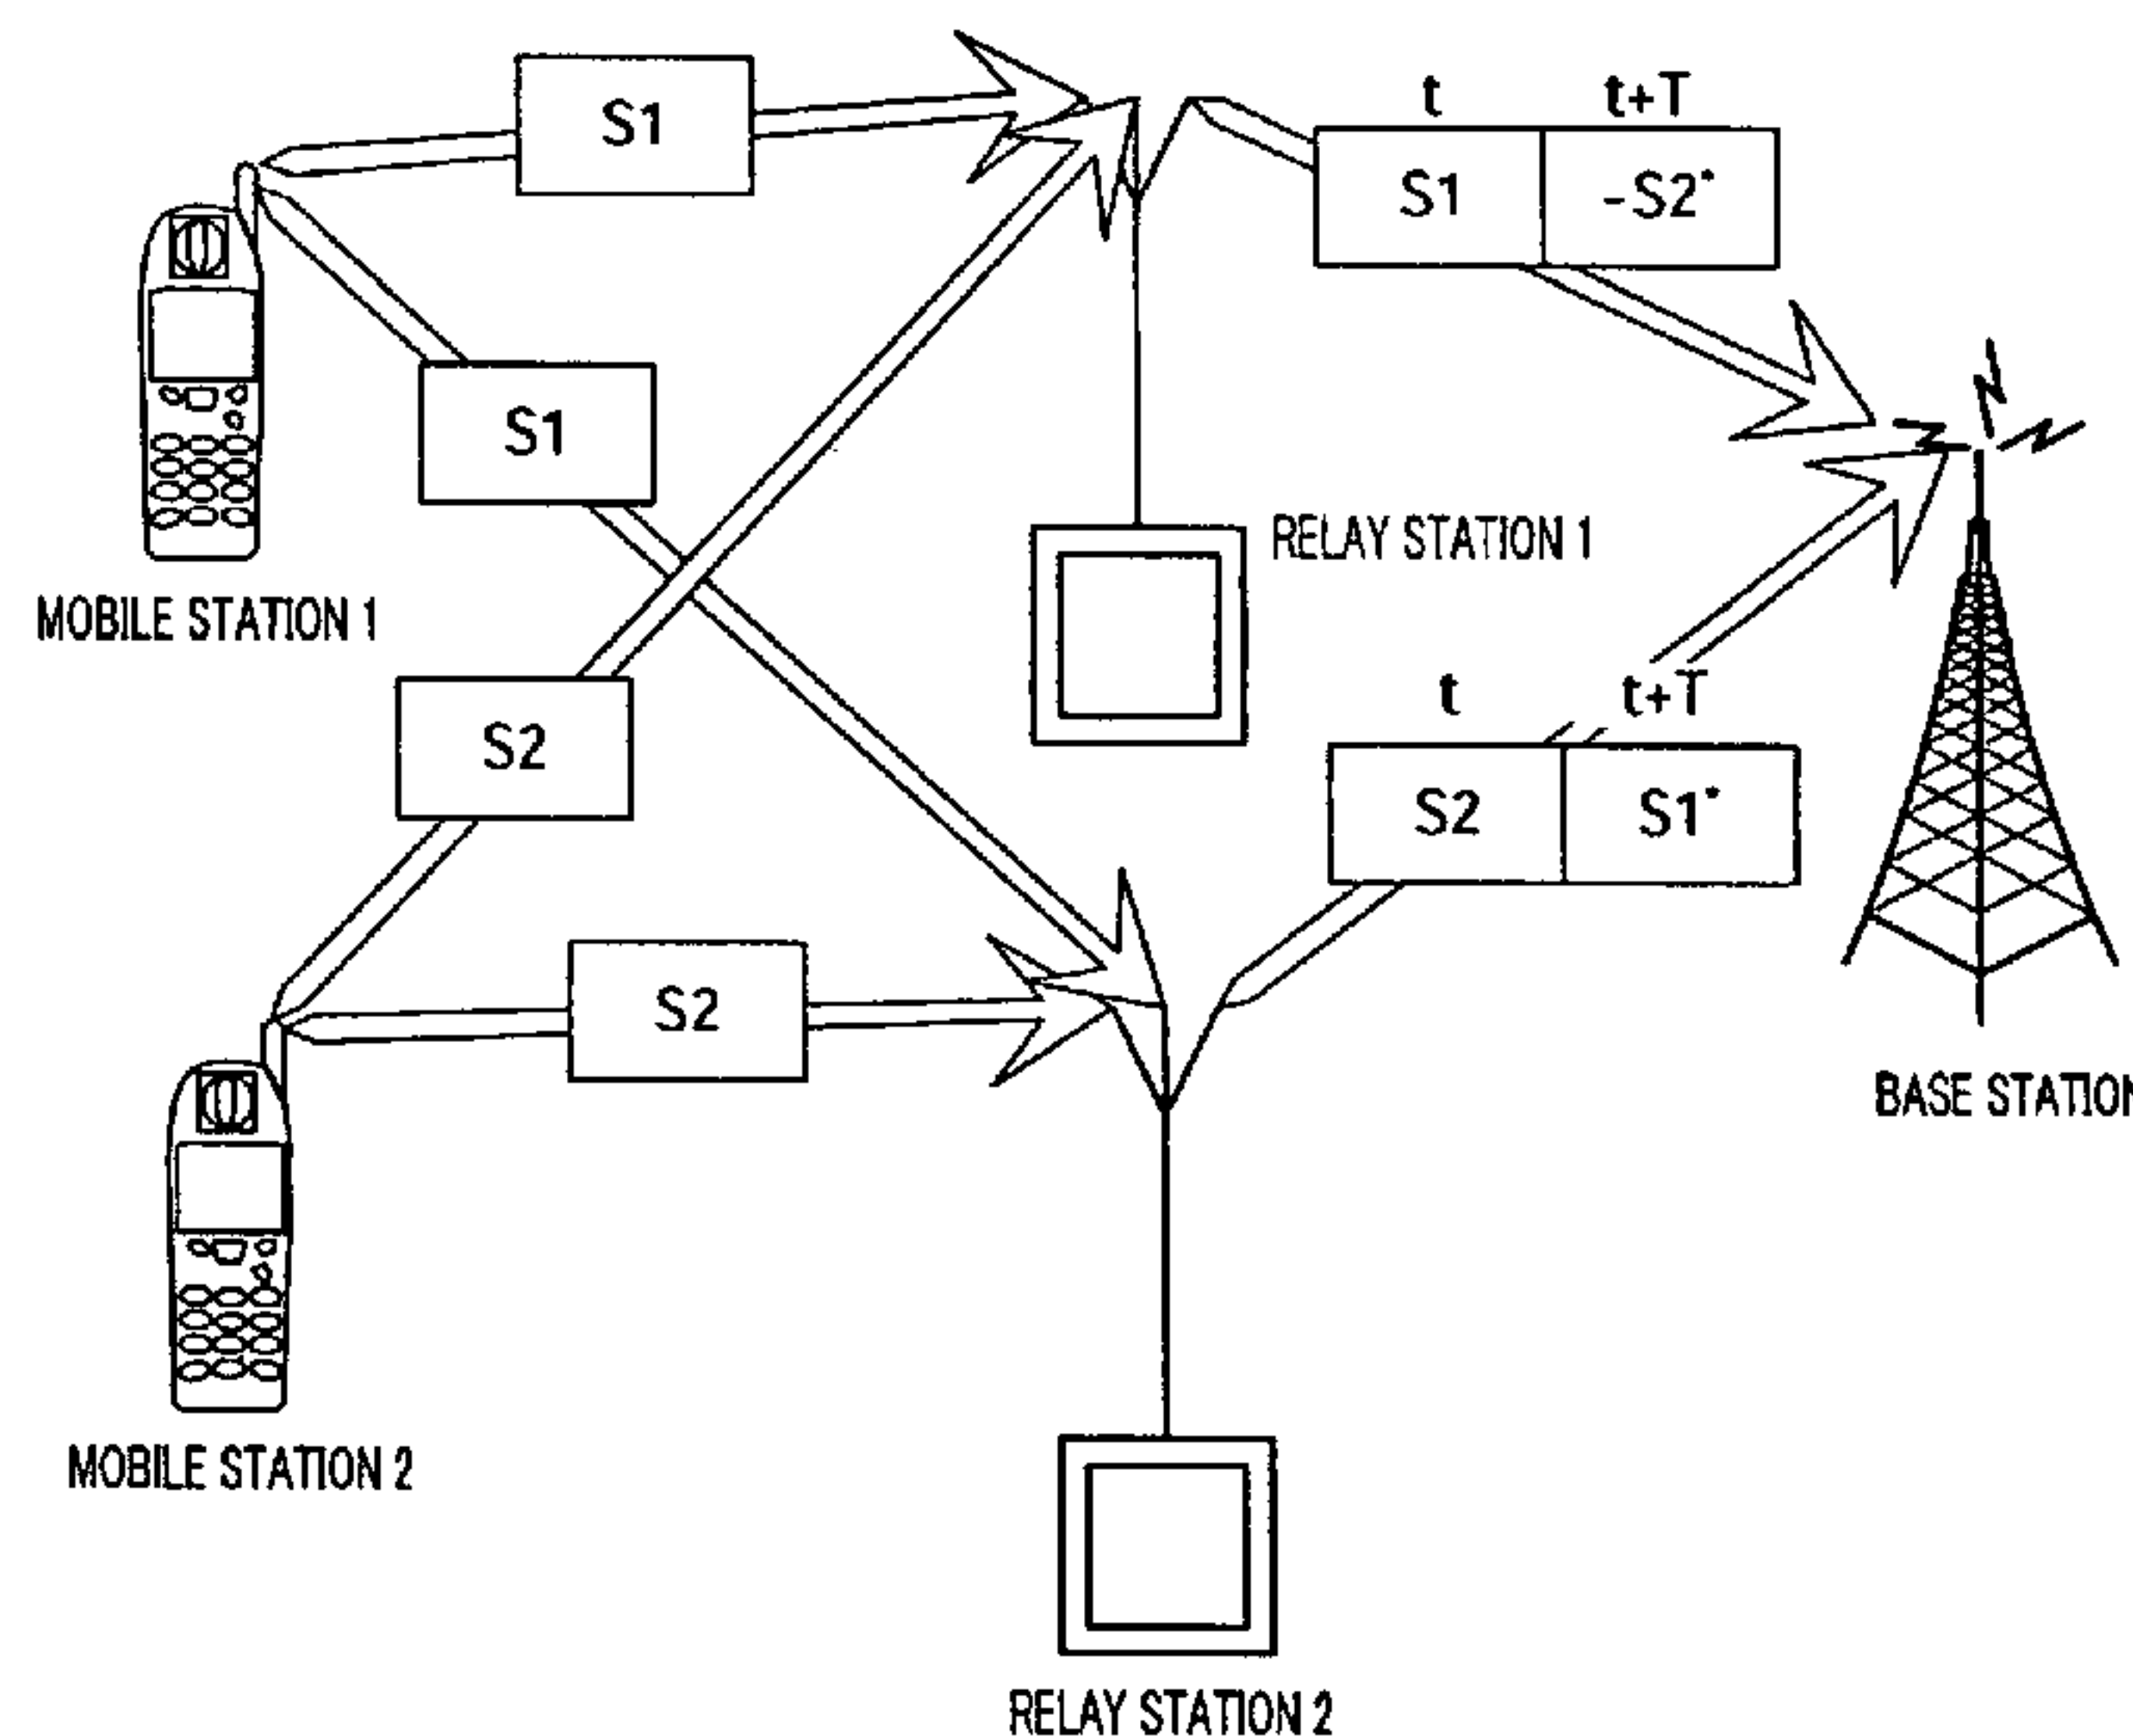 t t+T
S1
S1 -S2*
S1
RELAY STATION 1
MOBILE STATION 1
t t+T
S2
S2 S1*
S2
BASE STATION
MOBILE STATION 2
RELAY STATION 2